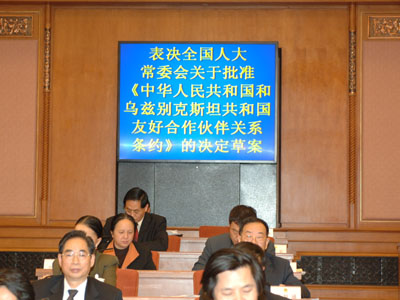 表决全国人大
常委会关于批准
《中华人民共和国和
乌兹别克斯坦共和国
友好合作伙伴关系
条约》的决定草案